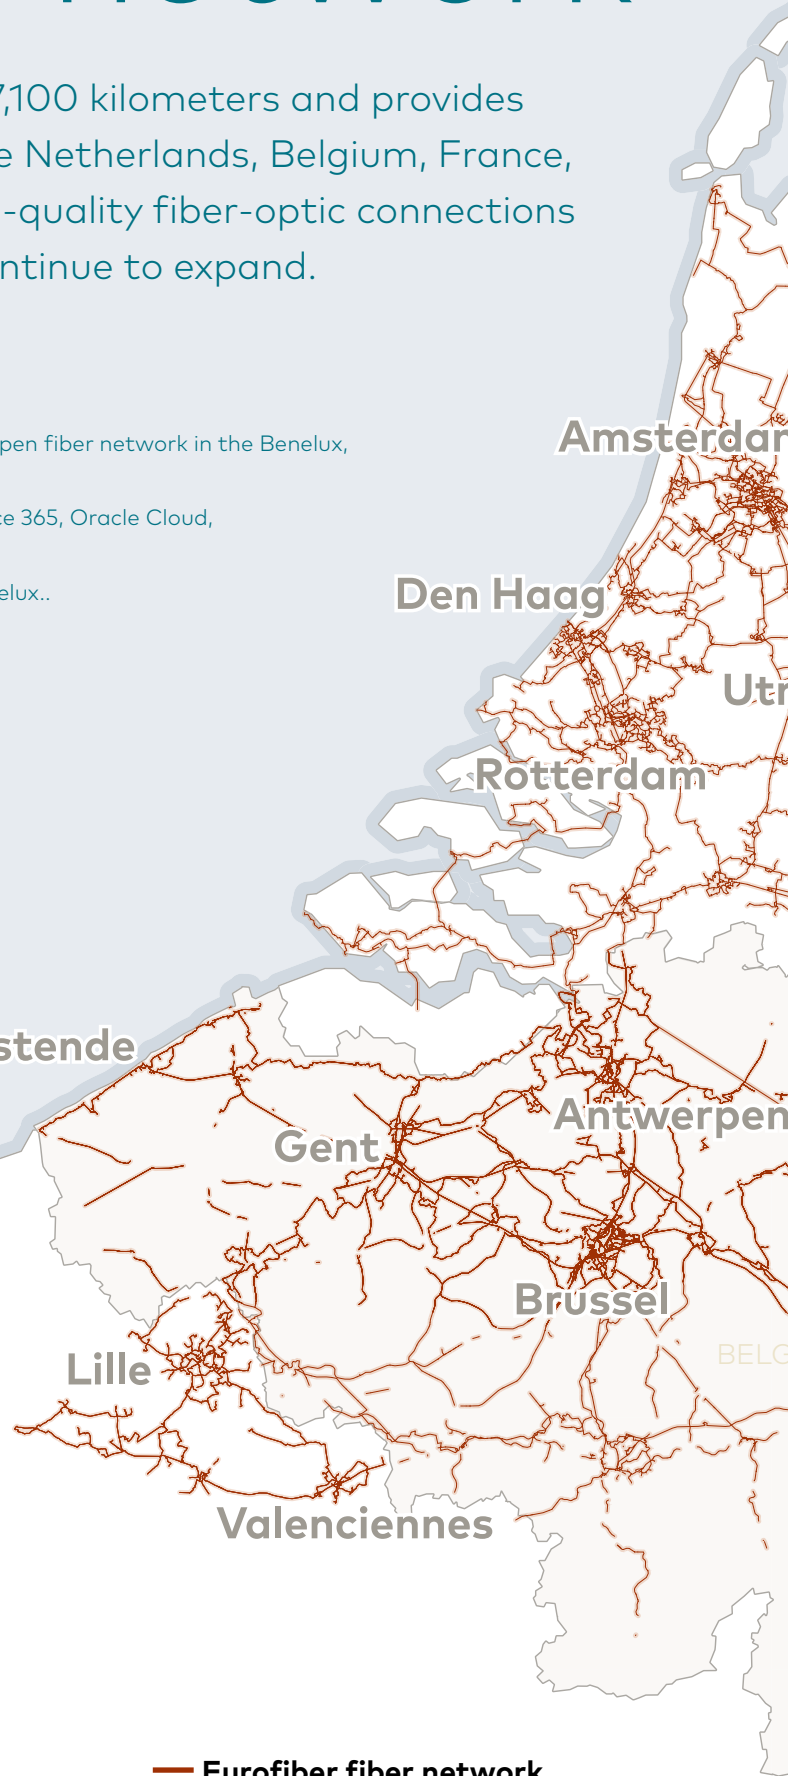 7,100 kilometers and provides
e Netherlands, Belgium, France,
-quality fiber-optic connections
ntinue to expand.
pen fiber network in the Benelux,
ce 365, Oracle Cloud,
elux..
Amsterdar
Den Haag
Utr
Rotterdam
stende
Antwerpen
Gent
Brussel
BELG
Lille
Valenciennes
Eurofiber fiber network